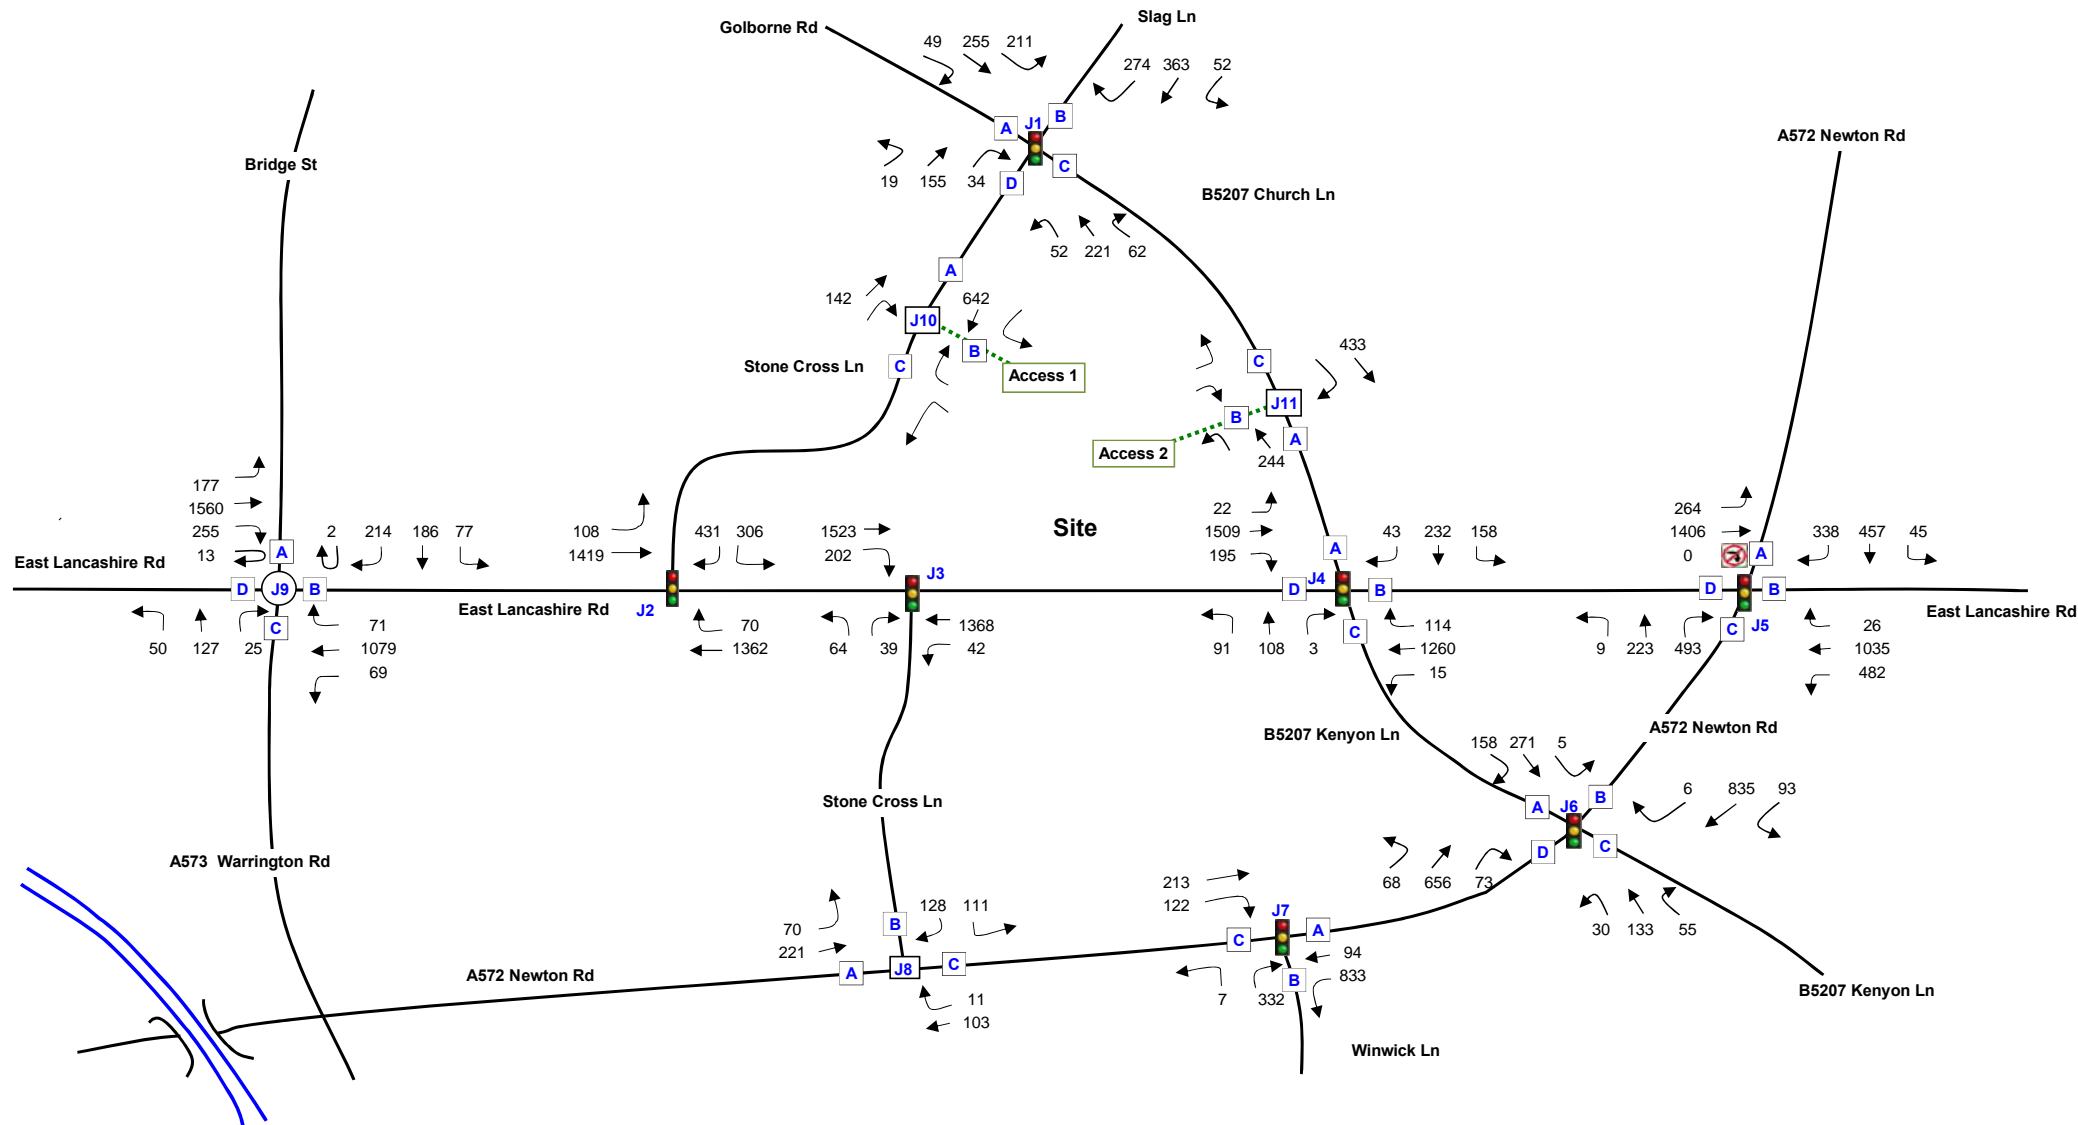 Slag Ln
Golborne Rd
49 255 211
274 363 52
A J1 B
C
D
19 155 34
B5207 Church Ln
52 221 62
A572 Newton Rd
Bridge St
A
142 642
J10
B
C
Stone Cross Ln
Access 1
433
C
J11
B
A
Access 2
244
177
1560
255
13
2 214 186 77
East Lancashire Rd
A
D J9 B
C
50 127 25
71
1079
69
108
1419
431 306
East Lancashire Rd
J2
70
1362
1523
202
J3
64 39
1368
42
Site
22
1509
195
43 232 158
A
D J4 B
C
91 108 3
114
1260
15
264
1406
0
338 457 45
A
D B
C J5
East Lancashire Rd
9 223 493
26
1035
482
B5207 Kenyon Ln
A572 Newton Rd
158 271 5
6 835 93
A J6 B
D C
68 656 73
30 133 55
B5207 Kenyon Ln
Stone Cross Ln
A573 Warrington Rd
213
122
J7
C A
B
94
833
7 332
Winwick Ln
70
221
128 111
B
A J8 C
11
103
A572 Newton Rd